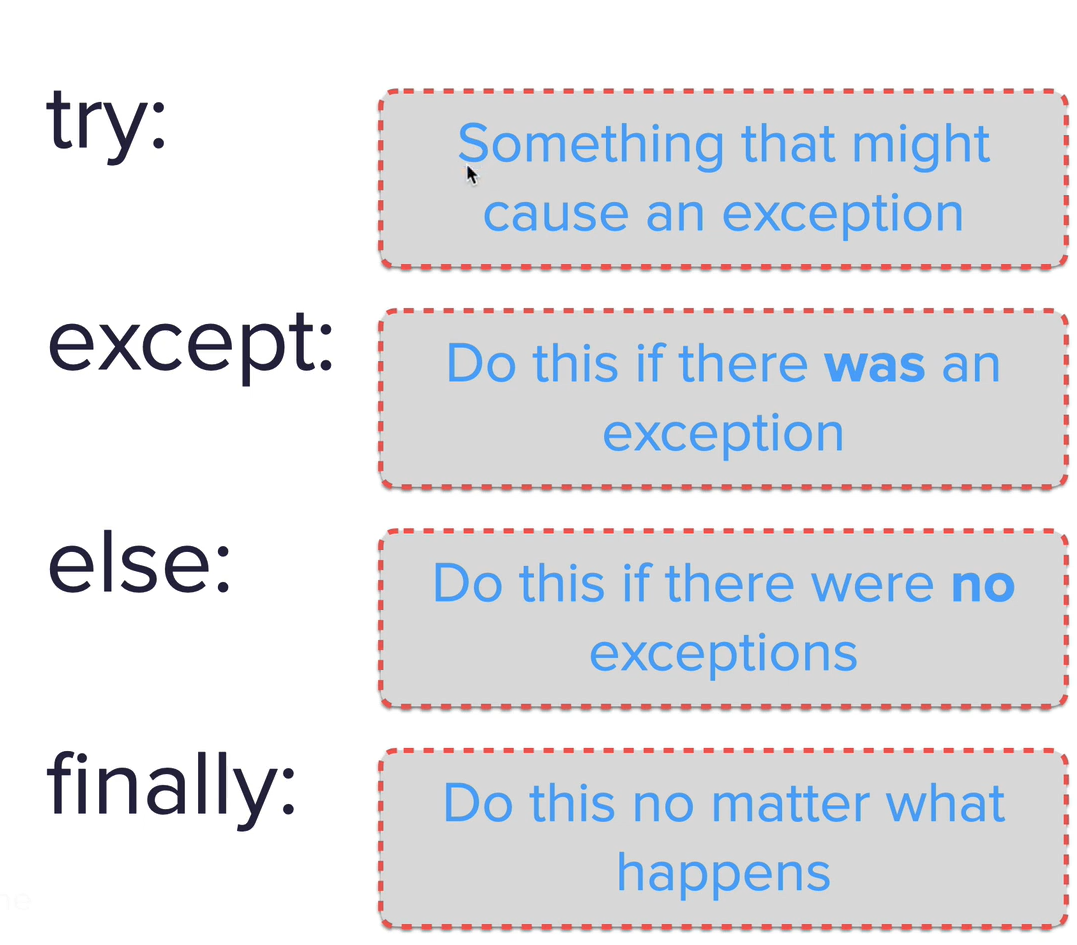 try:
Something that might
cause an exception
except:
Do this if there was an
exception
else:
Do this if there were no
exceptions
finally:
Do this no matter what
happens